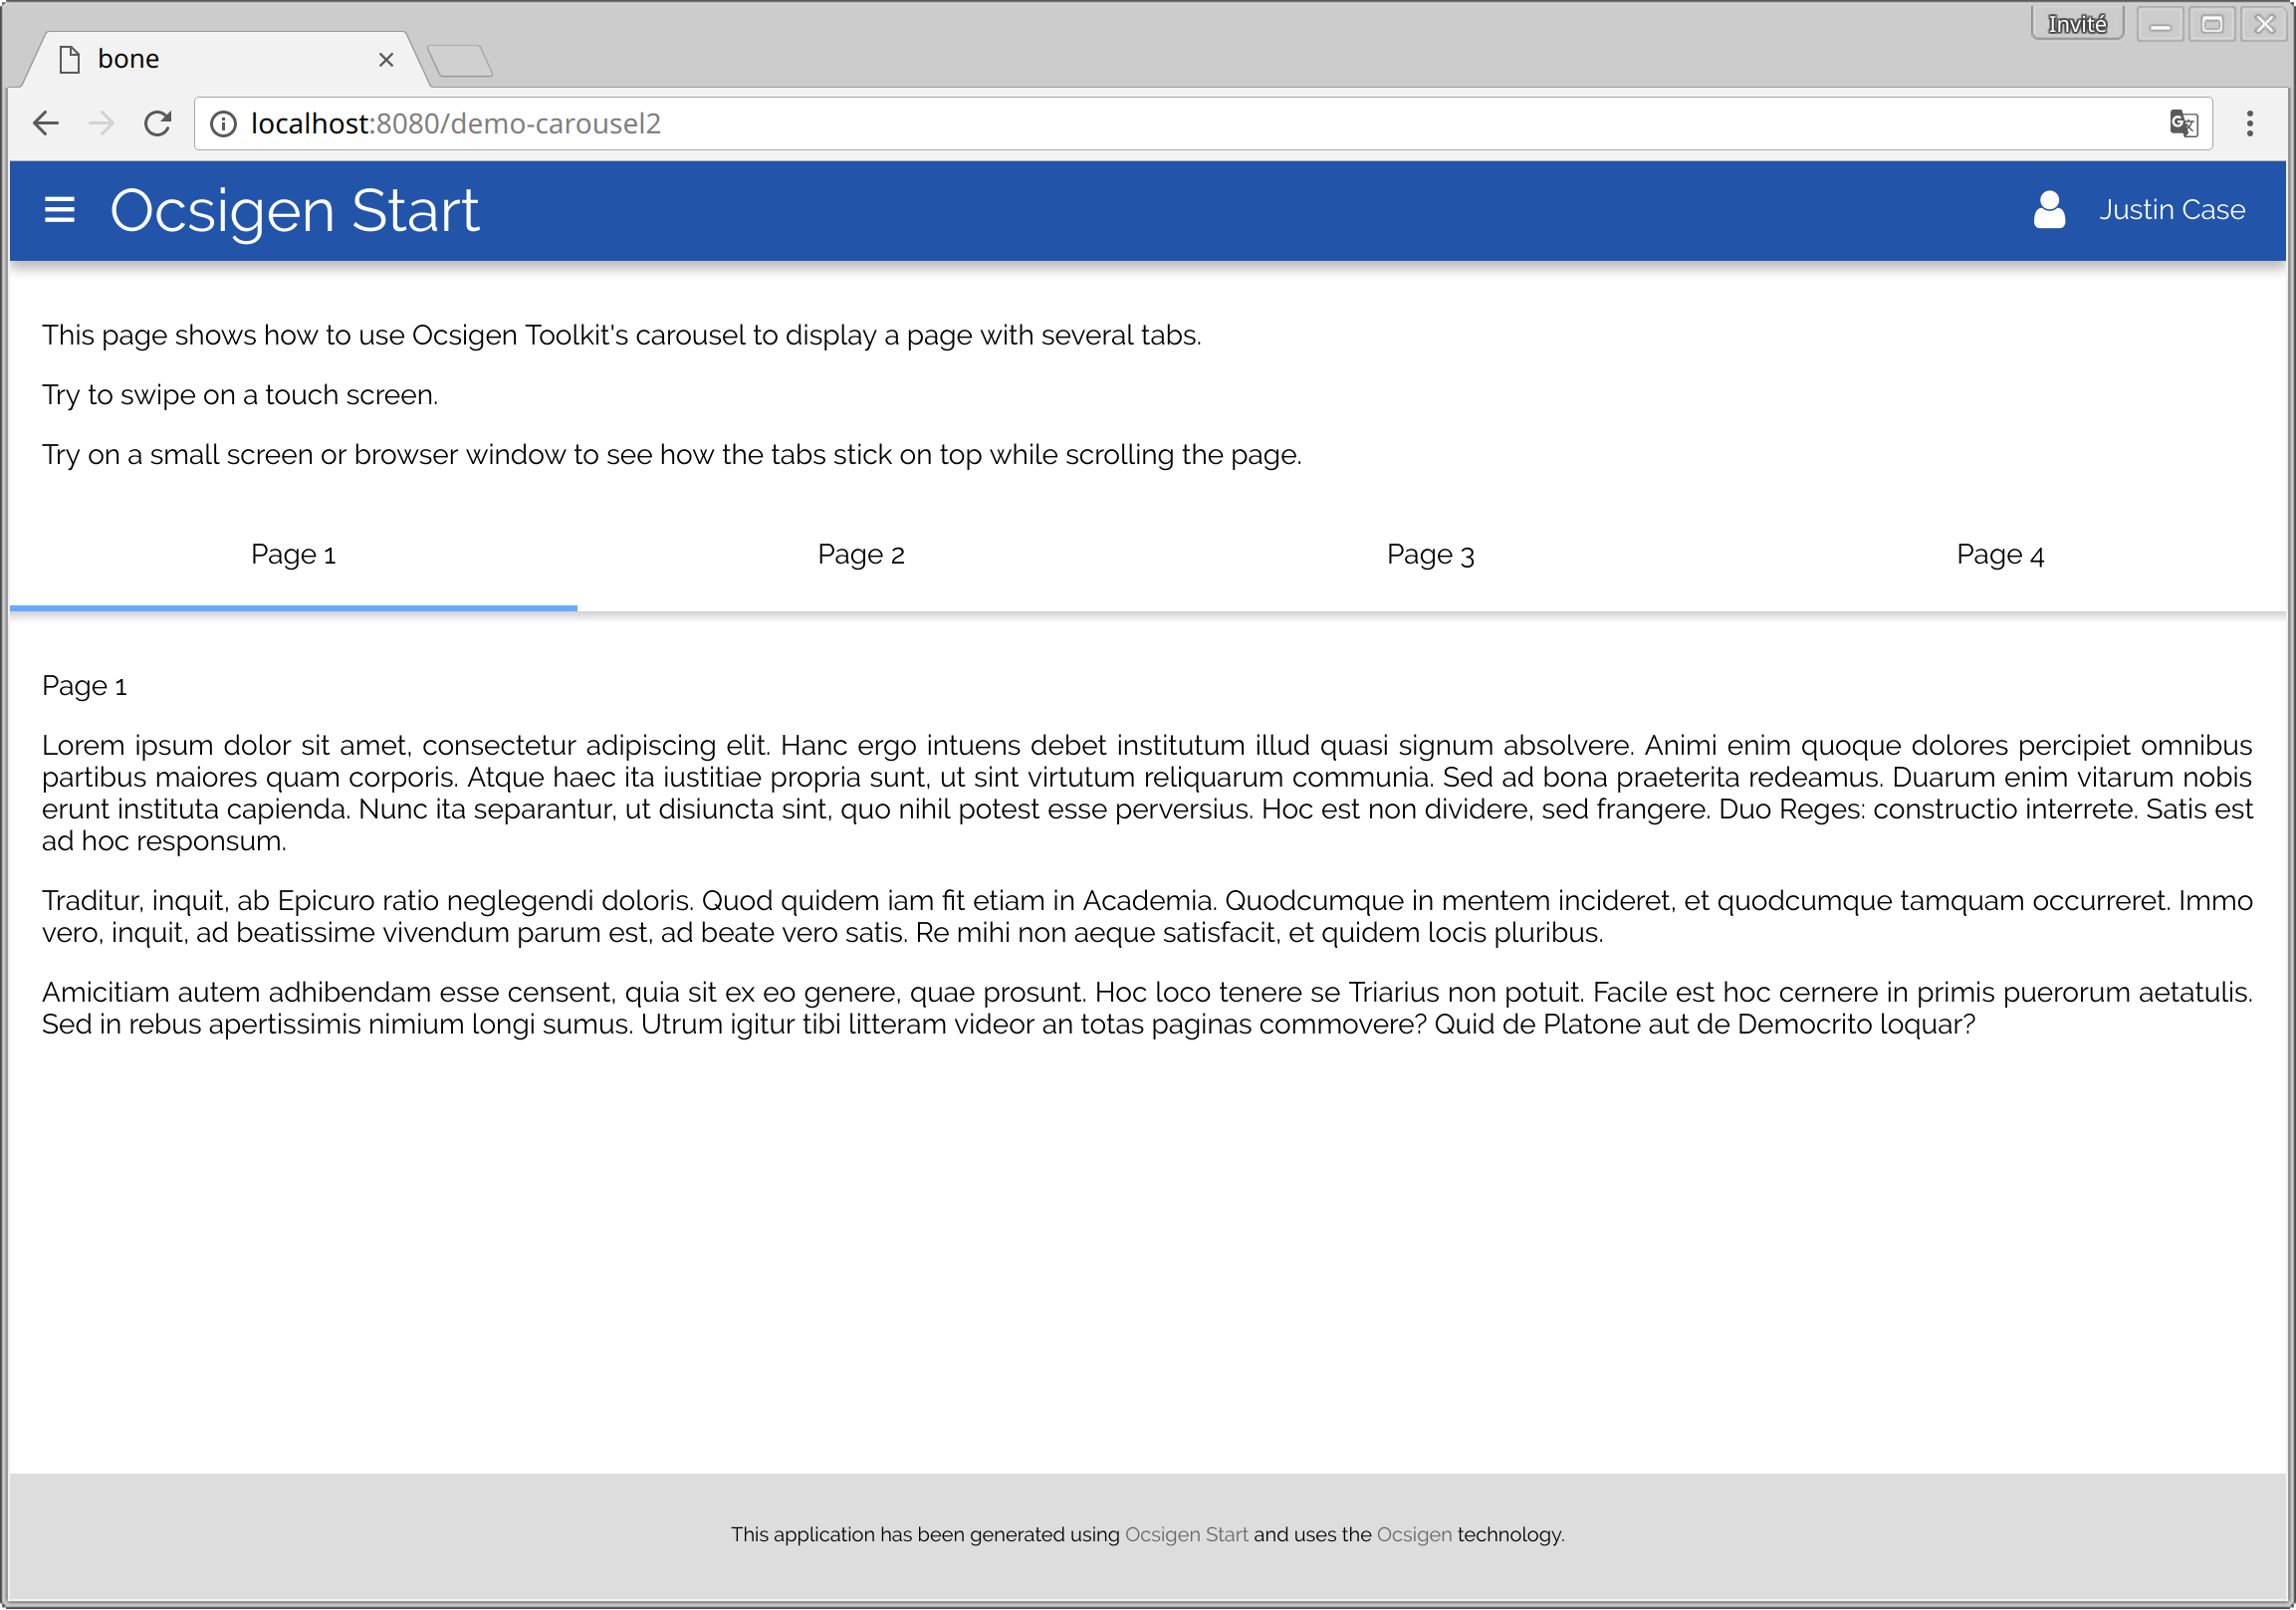 Invité
bone
localhost:8080/demo-carousel2
Ocsigen Start
Justin Case
This page shows how to use Ocsigen Toolkit's carousel to display a page with several tabs.
Try to swipe on a touch screen.
Try on a small screen or browser window to see how the tabs stick on top while scrolling the page.
Page 1
Page 2
Page 3
Page 4
Page 1
Lorem ipsum dolor sit amet, consectetur adipiscing elit. Hanc ergo intuens debet institutum illud quasi signum absolvere. Animi enim quoque dolores percipiet omnibus
partibus maiores quam corporis. Atque haec ita iustitiae propria sunt, ut sint virtutum reliquarum communia. Sed ad bona praeterita redeamus. Duarum enim vitarum nobis
erunt instituta capienda. Nunc ita separantur, ut disiuncta sint, quo nihil potest esse perversius. Hoc est non dividere, sed frangere. Duo Reges: constructio interrete. Satis est
ad hoc responsum.
Traditur, inquit, ab Epicuro ratio neglegendi doloris. Quod quidem iam fit etiam in Academia. Quodcumque in mentem incideret, et quodcumque tamquam occurreret. Immo
vero, inquit, ad beatissime vivendum parum est, ad beate vero satis. Re mihi non aeque satisfacit, et quidem locis pluribus.
Amicitiam autem adhibendam esse censent, quia sit ex eo genere, quae prosunt. Hoc loco tenere se Triarius non potuit. Facile est hoc cernere in primis puerorum aetatulis.
Sed in rebus apertissimis nimium longi sumus. Utrum igitur tibi litteram videor an totas paginas commovere? Quid de Platone aut de Democrito loquar?
This application has been generated using Ocsigen Start and uses the Ocsigen technology.